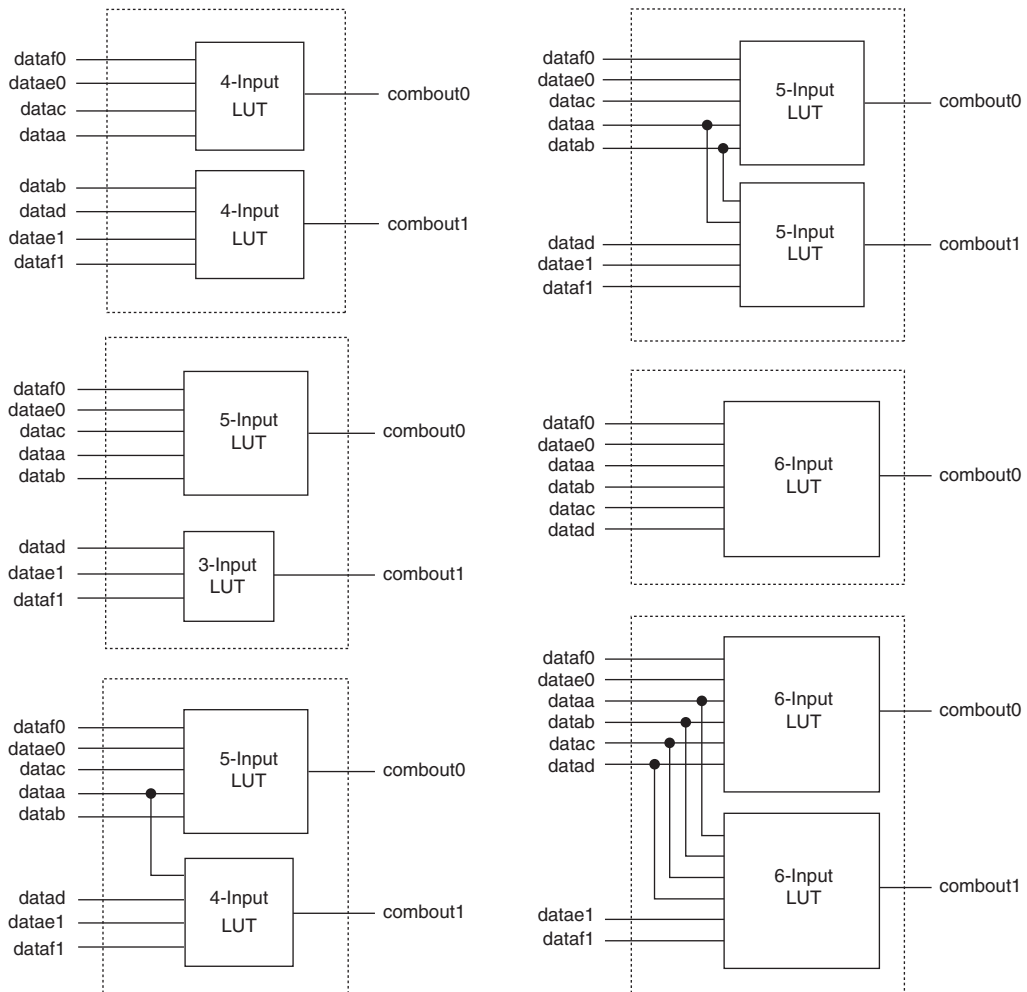 dataf0
datae0
datac
dataa
4-Input
LUT
combout0
datab
datad
datae1
dataf1
4-Input
LUT
combout1
dataf0
datae0
datac
dataa
datab
5-Input
LUT
combout0
datad
datae1
dataf1
3-Input
LUT
combout1
dataf0
datae0
datac
dataa
datab
5-Input
LUT
combout0
datad
datae1
dataf1
4-Input
LUT
combout1
dataf0
datae0
datac
dataa
datab
5-Input
LUT
combout0
datad
datae1
dataf1
5-Input
LUT
combout1
dataf0
datae0
dataa
datab
datac
datad
6-Input
LUT
combout0
dataf0
datae0
dataa
datab
datac
datad
6-Input
LUT
combout0
datae1
dataf1
6-Input
LUT
combout1